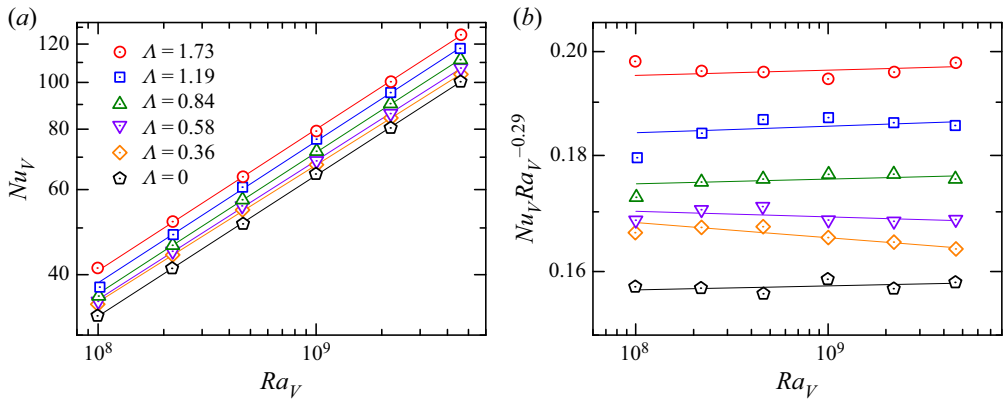 (a)
120
100
80
60
40
Nu_V
Λ = 1.73
Λ = 1.19
Λ = 0.84
Λ = 0.58
Λ = 0.36
Λ = 0
10^8
10^9
Ra_V
(b)
0.20
0.18
0.16
Nu_V Ra_V^{−0.29}
10^8
10^9
Ra_V